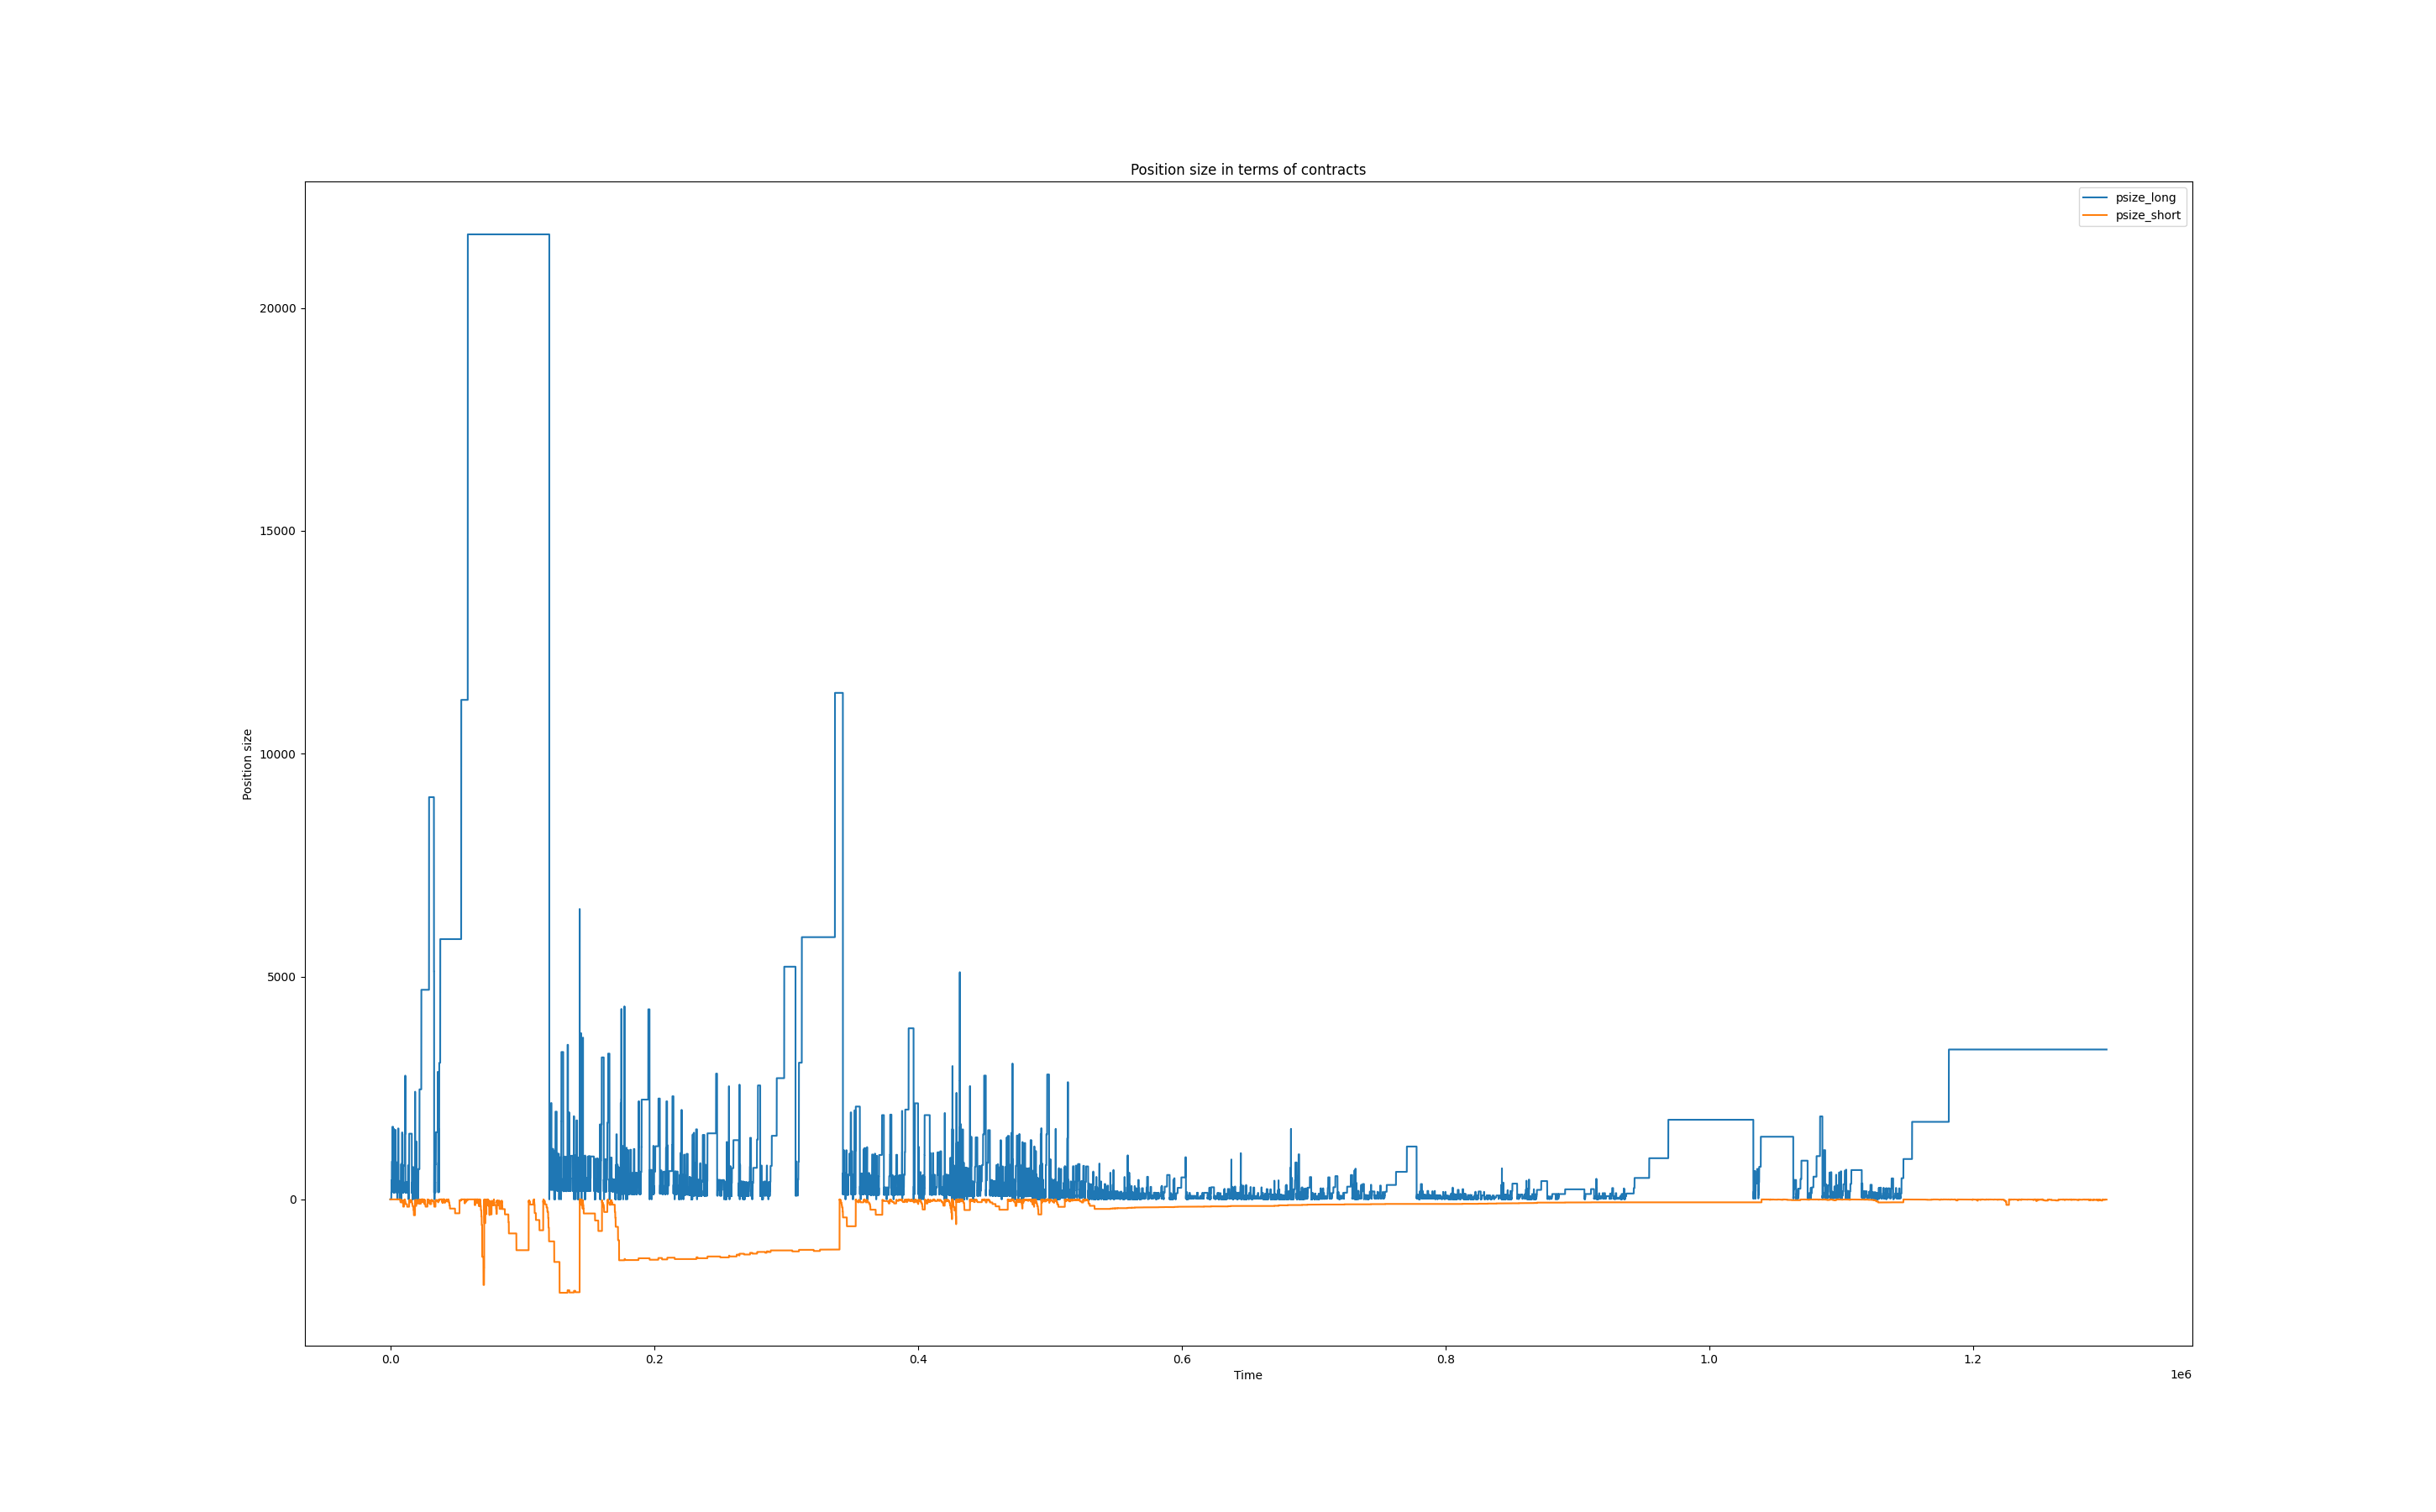 Position size in terms of contracts
psize_long
psize_short
20000
15000
10000
5000
0
Position size
0.0 0.2 0.4 0.6 0.8 1.0 1.2
Time
1e6